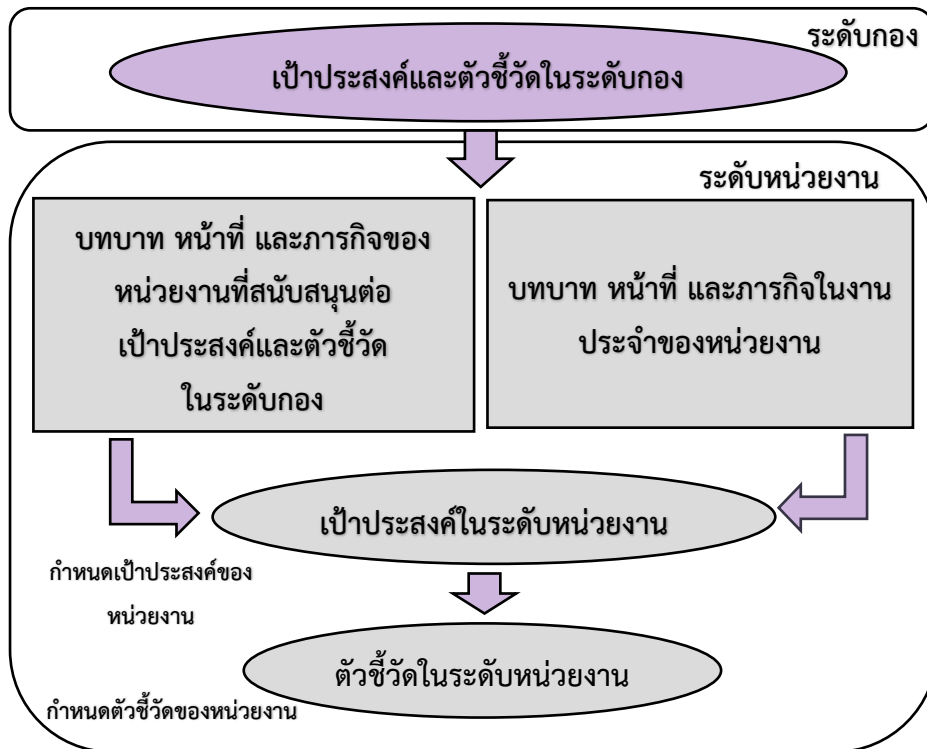 ระดับกอง
เป้าประสงค์และตัวชี้วัดในระดับกอง
ระดับหน่วยงาน
บทบาท หน้าที่ และภารกิจของ
หน่วยงานที่สนับสนุนต่อ
เป้าประสงค์และตัวชี้วัด
ในระดับกอง
บทบาท หน้าที่ และภารกิจในงาน
ประจำของหน่วยงาน
เป้าประสงค์ในระดับหน่วยงาน
กำหนดเป้าประสงค์ของ
หน่วยงาน
ตัวชี้วัดในระดับหน่วยงาน
กำหนดตัวชี้วัดของหน่วยงาน